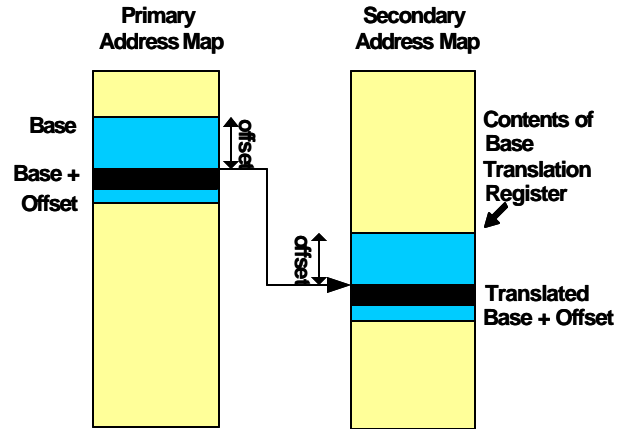 Primary
Address Map
Secondary
Address Map
Base
offset
Base +
Offset
Contents of
Base
Translation
Register
offset
Translated
Base + Offset